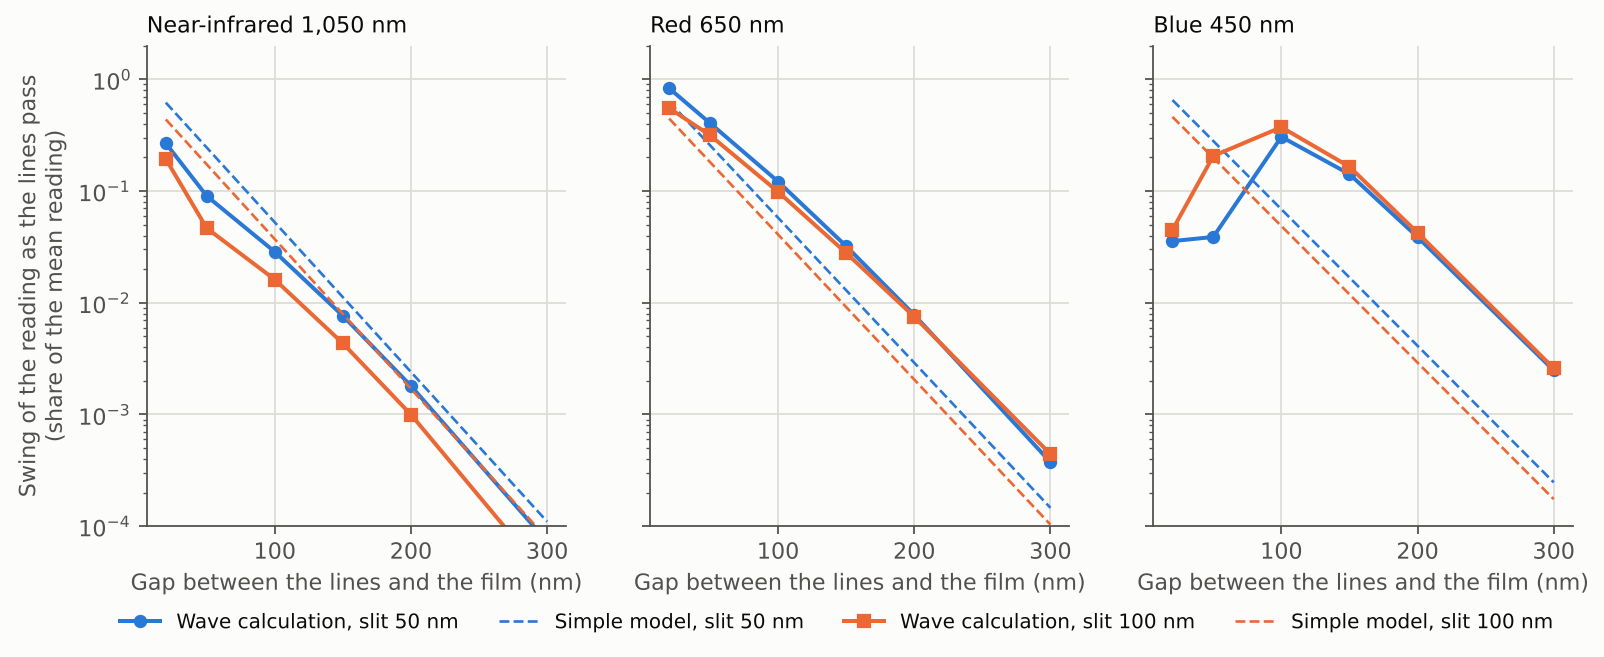 Near-infrared 1,050 nm
Red 650 nm
Blue 450 nm
Swing of the reading as the lines pass
(share of the mean reading)
10⁰
10⁻¹
10⁻²
10⁻³
10⁻⁴
100 200 300
100 200 300
100 200 300
Gap between the lines and the film (nm)
Gap between the lines and the film (nm)
Gap between the lines and the film (nm)
Wave calculation, slit 50 nm
Simple model, slit 50 nm
Wave calculation, slit 100 nm
Simple model, slit 100 nm